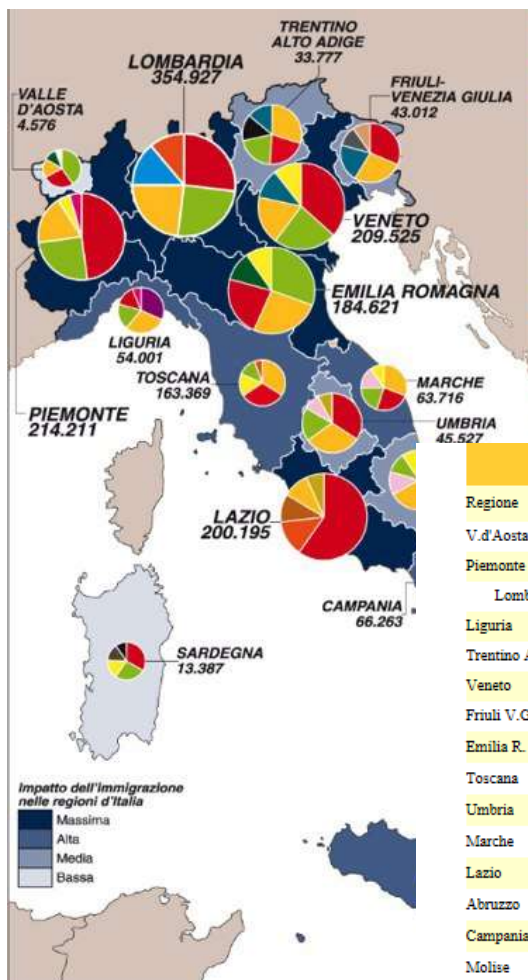 TRENTINO
ALTO ADIGE
33.777
LOMBARDIA
354.927
VALLE
D'AOSTA
4.576
FRIULI-
VENEZIA GIULIA
43.012
VENETO
209.525
EMILIA ROMAGNA
184.621
LIGURIA
54.001
TOSCANA
163.369
MARCHE
63.716
PIEMONTE
214.211
UMBRIA
45.527
LAZIO
200.195
CAMPANIA
66.263
SARDEGNA
13.387
Impatto dell'immigrazione
nelle regioni d'Italia
Massima
Alta
Media
Bassa
Regione
V.d'Aosta
Piemonte
Lomb
Liguria
Trentino A
Veneto
Friuli V.G
Emilia R.
Toscana
Umbria
Marche
Lazio
Abruzzo
Campania
Molise